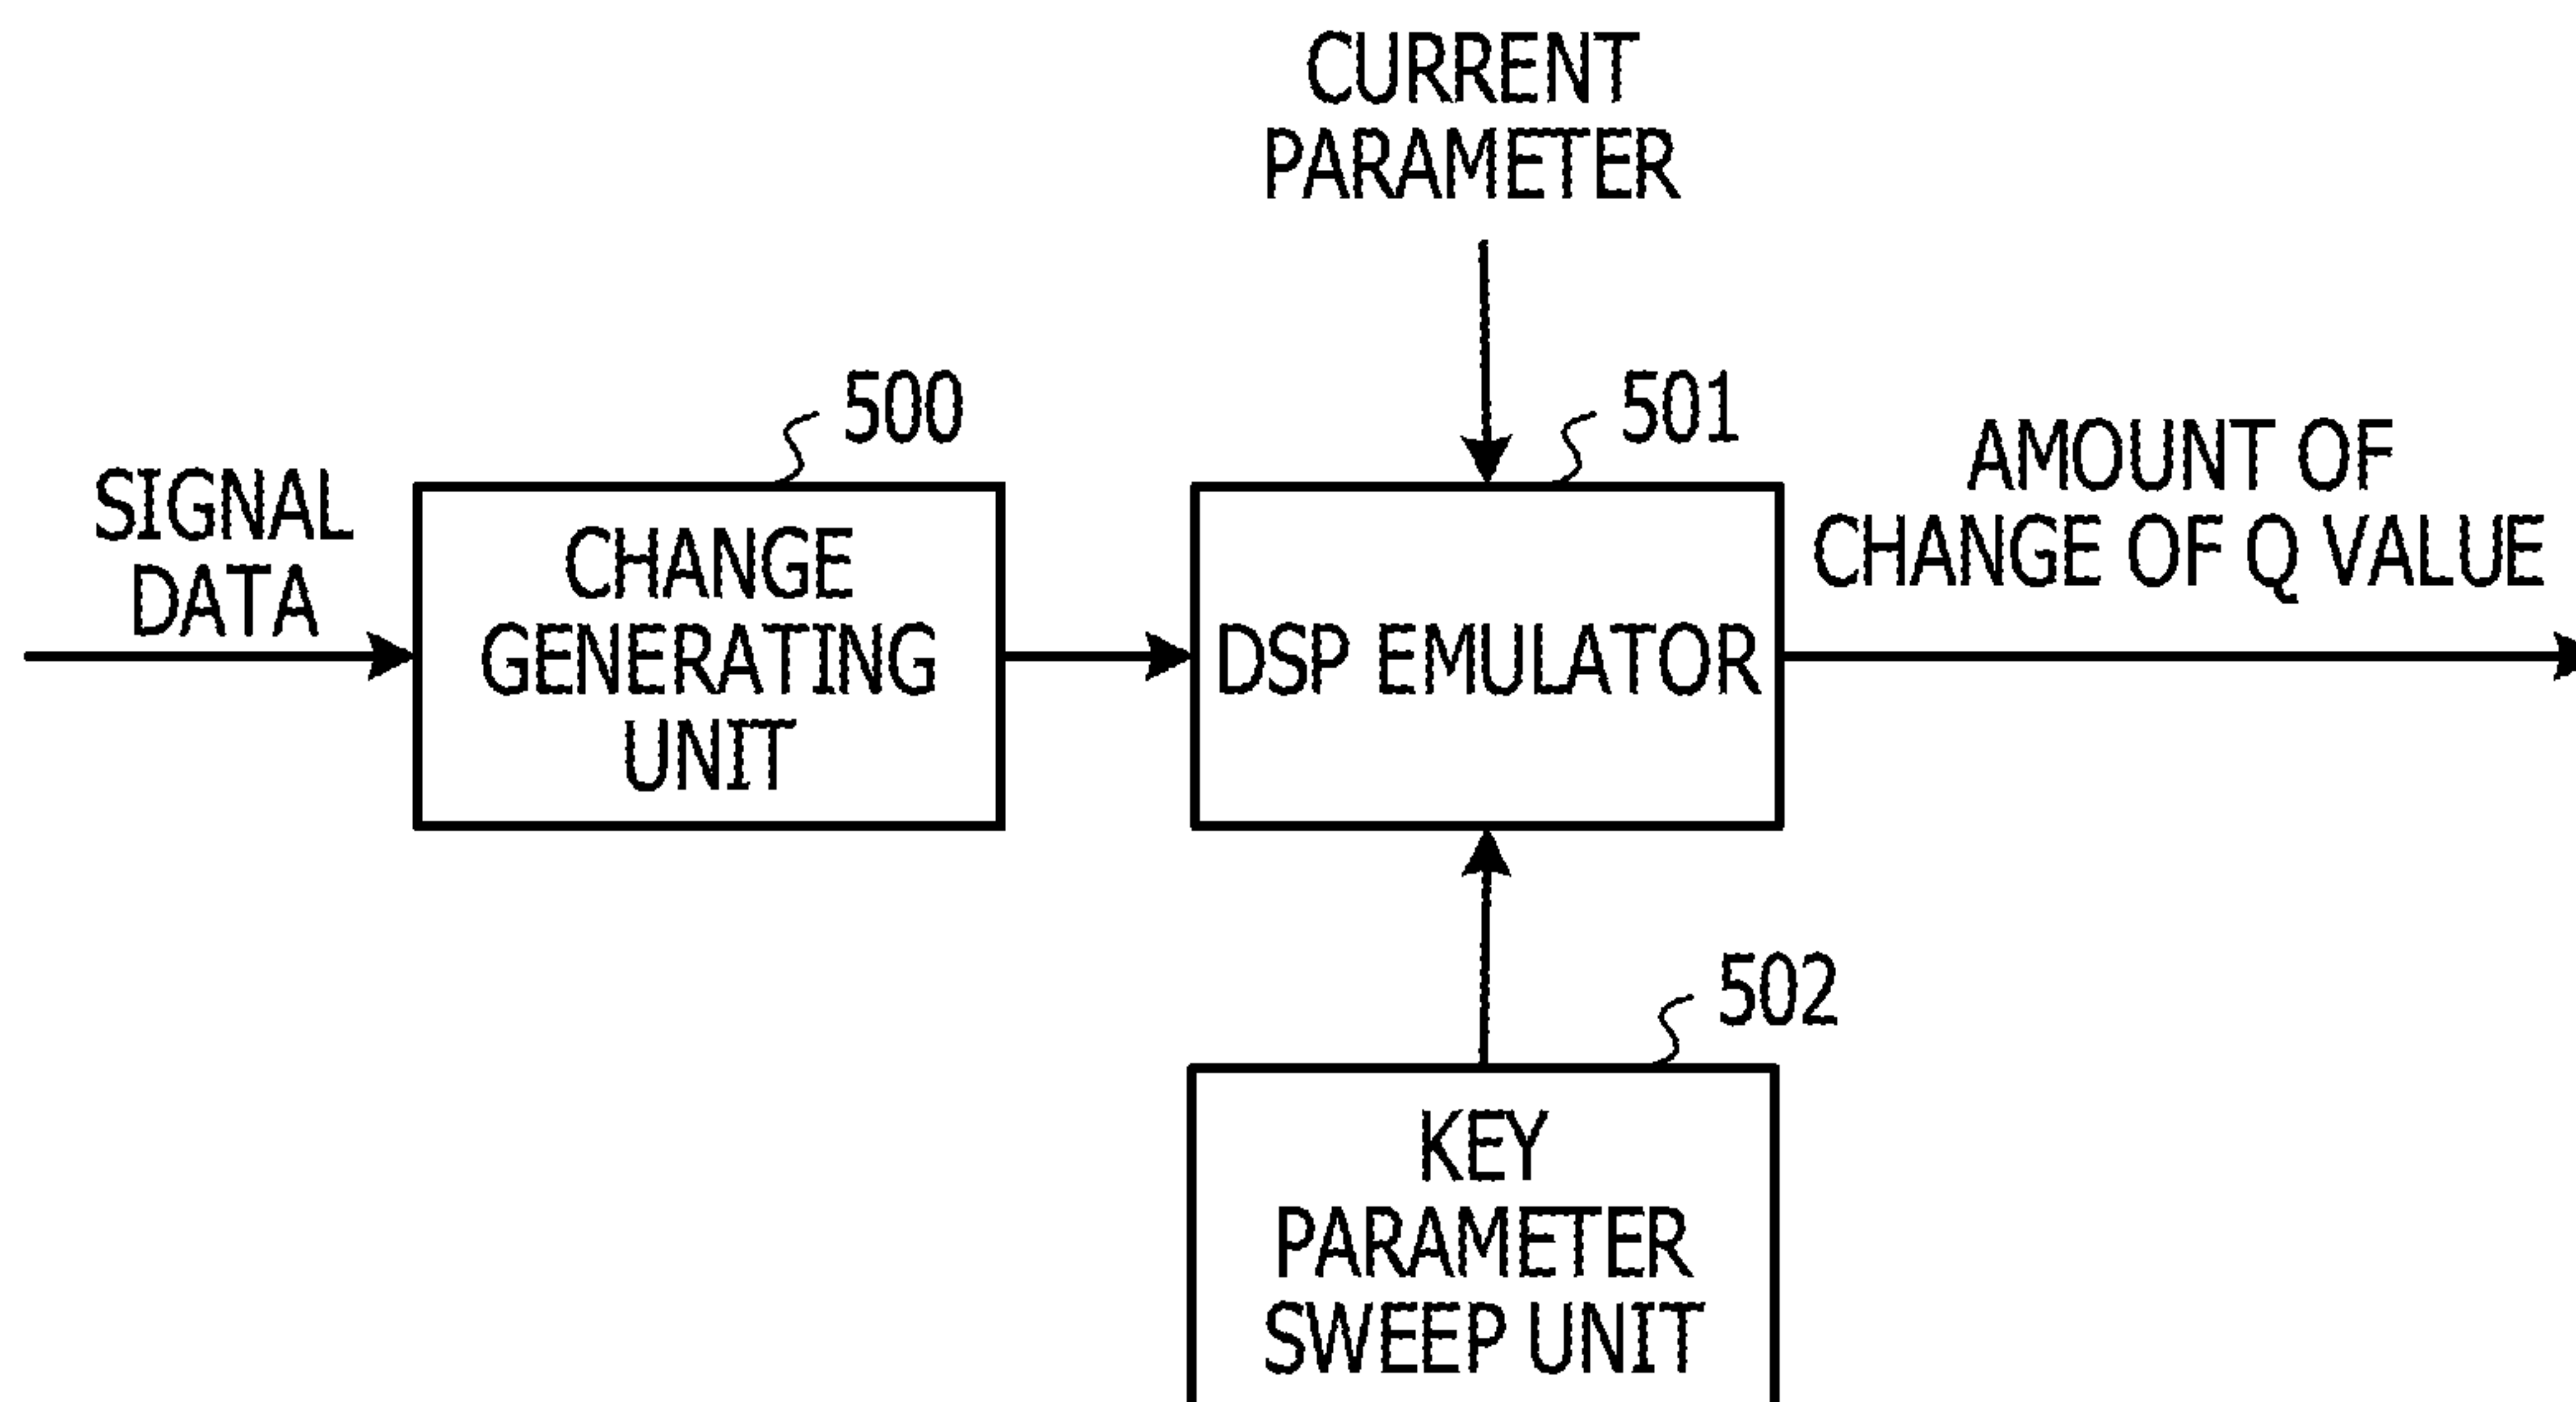 CURRENT
PARAMETER
500
501
SIGNAL
DATA
CHANGE
GENERATING
UNIT
DSP EMULATOR
AMOUNT OF
CHANGE OF Q VALUE
502
KEY
PARAMETER
SWEEP UNIT